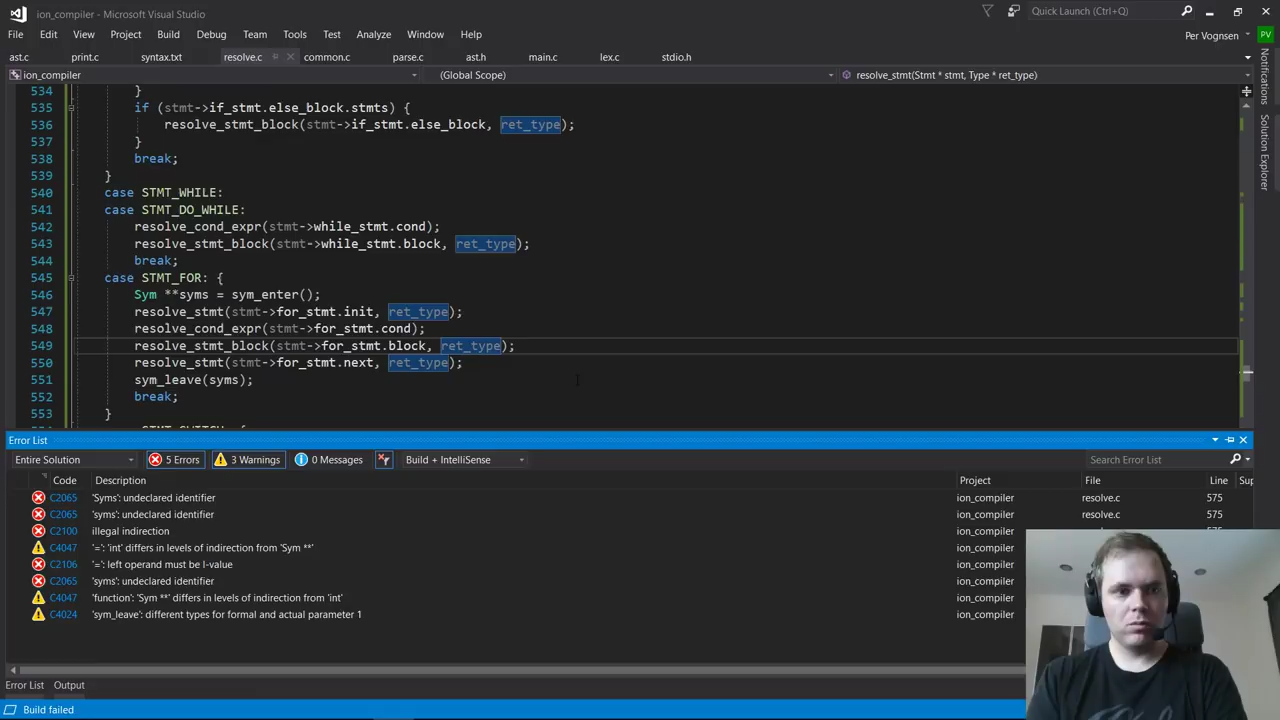 ion_compiler - Microsoft Visual Studio
Quick Launch (Ctrl+Q)
File Edit View Project Build Debug Team Tools Test Analyze Window Help
Per Vognsen PV
ast.c print.c syntax.txt resolve.c common.c parse.c ast.h main.c lex.c stdio.h
ion_compiler (Global Scope) resolve_stmt(Stmt * stmt, Type * ret_type)
Notifications
Solution Explorer
534 }
535 if (stmt->if_stmt.else_block.stmts) {
536 resolve_stmt_block(stmt->if_stmt.else_block, ret_type);
537 }
538 break;
539 }
540 case STMT_WHILE:
541 case STMT_DO_WHILE:
542 resolve_cond_expr(stmt->while_stmt.cond);
543 resolve_stmt_block(stmt->while_stmt.block, ret_type);
544 break;
545 case STMT_FOR: {
546 Sym **syms = sym_enter();
547 resolve_stmt(stmt->for_stmt.init, ret_type);
548 resolve_cond_expr(stmt->for_stmt.cond);
549 resolve_stmt_block(stmt->for_stmt.block, ret_type);
550 resolve_stmt(stmt->for_stmt.next, ret_type);
551 sym_leave(syms);
552 break;
553 }
Error List
Entire Solution 5 Errors 3 Warnings 0 Messages Build + IntelliSense Search Error List
Code Description Project File Line
C2065 'Syms': undeclared identifier ion_compiler resolve.c 575
C2065 'syms': undeclared identifier ion_compiler resolve.c 575
C2100 illegal indirection ion_compiler resolve.c 575
C4047 '=': 'int' differs in levels of indirection from 'Sym **' ion_compiler
C2106 '=': left operand must be l-value ion_compiler
C2065 'syms': undeclared identifier ion_compiler
C4047 'function': 'Sym **' differs in levels of indirection from 'int' ion_compiler
C4024 'sym_leave': different types for formal and actual parameter 1 ion_compiler
Error List Output
Build failed